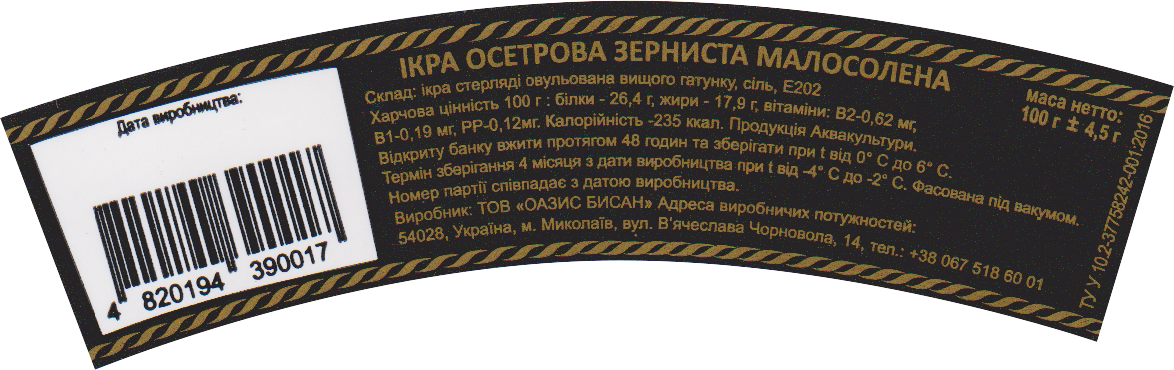 Дата виробництва:
4 820194 390017
ІКРА ОСЕТРОВА ЗЕРНИСТА МАЛОСОЛЕНА
Склад: ікра стерляді овульована вищого гатунку, сіль, Е202
Харчова цінність 100 г : білки - 26,4 г, жири - 17,9 г, вітаміни: В2-0,62 мг,
В1-0,19 мг, РР-0,12мг. Калорійність -235 ккал. Продукція Аквакультури.
Відкриту банку вжити протягом 48 годин та зберігати при t від 0° С до 6° С.
Термін зберігання 4 місяця з дати виробництва при t від -4° С до -2° С. Фасована під вакумом.
Номер партії співпадає з датою виробництва.
Виробник: ТОВ «ОАЗИС БИСАН» Адреса виробничих потужностей:
54028, Україна, м. Миколаїв, вул. В'ячеслава Чорновола, 14, тел.: +38 067 518 60 01
маса нетто:
100 г ± 4,5 г
ТУ У 10.2-37758242-001:2016